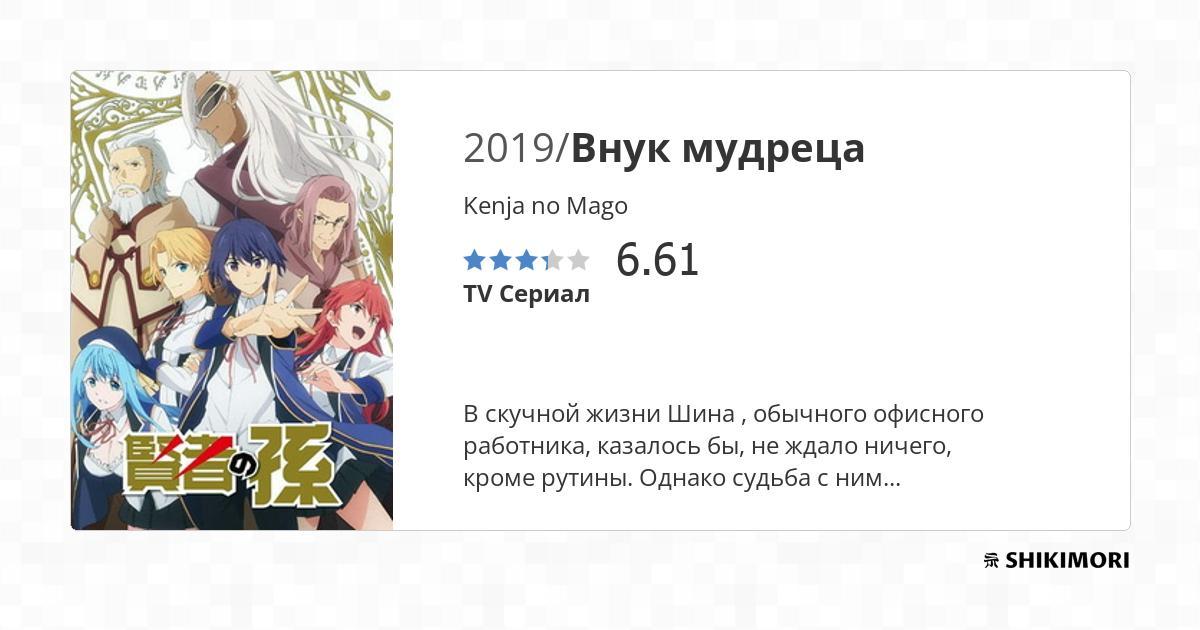 2019/Внук мудреца
Kenja no Mago
6.61
TV Сериал
В скучной жизни Шина , обычного офисного
работника, казалось бы, не ждало ничего,
кроме рутины. Однако судьба с ним...
賢者の孫
SHIKIMORI